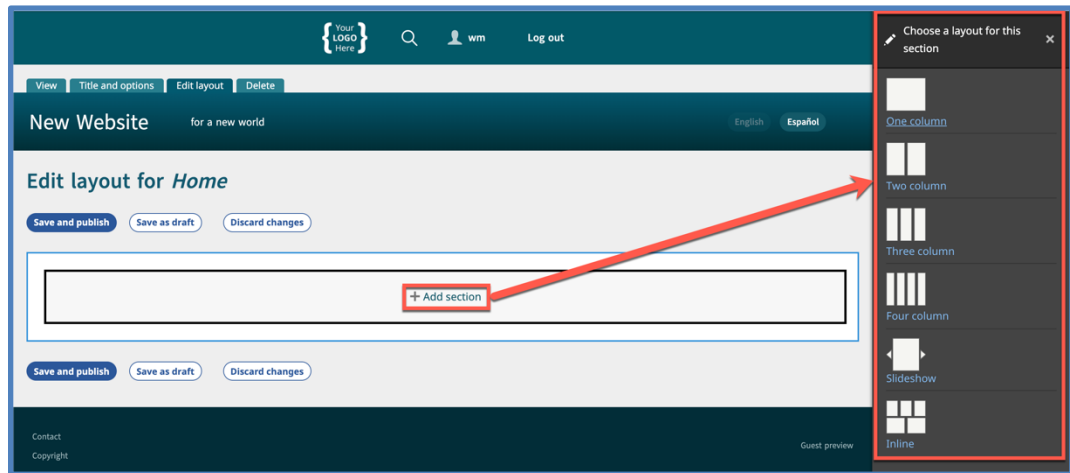 Your
LOGO
Here
wm
Log out
Choose a layout for this
section
View
Title and options
Edit layout
Delete
New Website
for a new world
English
Español
One column
Two column
Edit layout for Home
Save and publish
Save as draft
Discard changes
Three column
+ Add section
Four column
Save and publish
Save as draft
Discard changes
Slideshow
Contact
Copyright
Guest preview
Inline